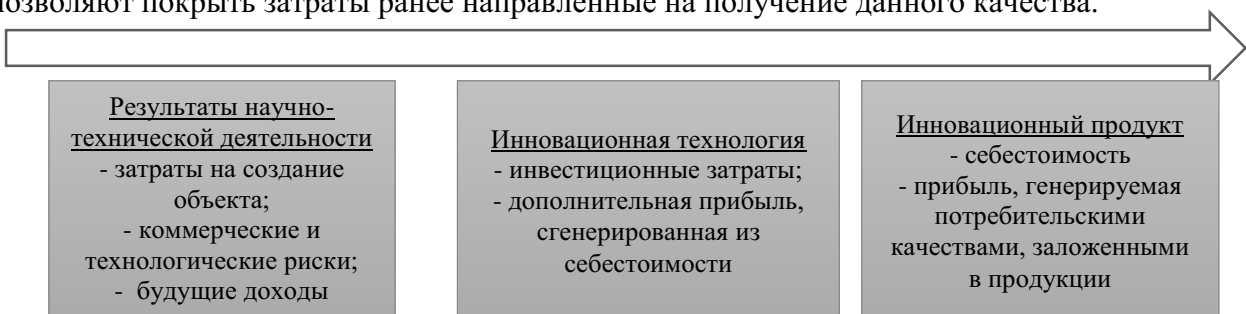 позволяют покрыть затраты ранее направленные на получение данного качества.
Результаты научно-
технической деятельности
- затраты на создание
объекта;
- коммерческие и
технологические риски;
- будущие доходы
Инновационная технология
- инвестиционные затраты;
- дополнительная прибыль,
сгенерированная из
себестоимости
Инновационный продукт
- себестоимость
- прибыль, генерируемая
потребительскими
качествами, заложенными
в продукции